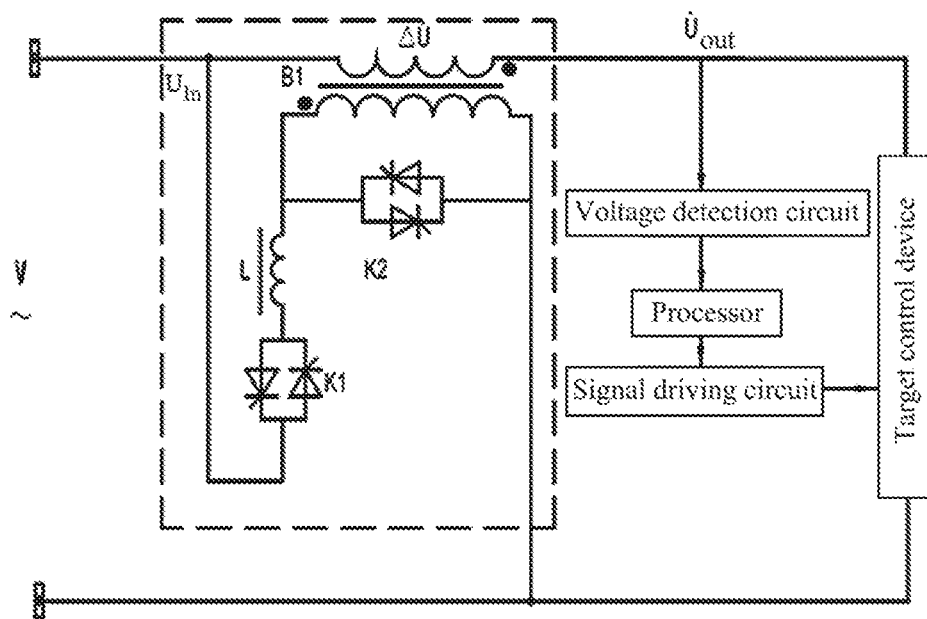 ΔU̇
U̇out
B1
Uin
Voltage detection circuit
K2
L
V
~
Processor
K1
Signal driving circuit
Target control device